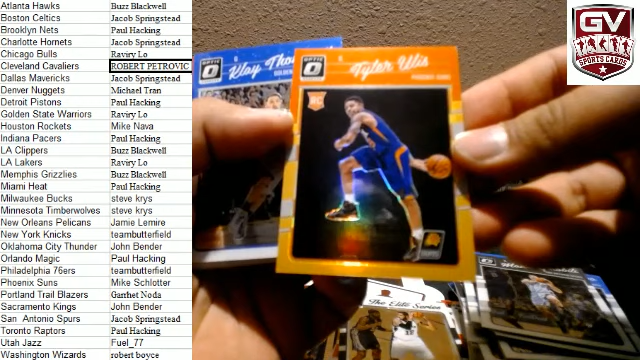 Atlanta Hawks Buzz Blackwell
Boston Celtics Jacob Springstead
Brooklyn Nets Paul Hacking
Charlotte Hornets Jacob Springstead
Chicago Bulls Raviry Lo
Cleveland Cavaliers ROBERT PETROVIC
Dallas Mavericks Jacob Springstead
Denver Nuggets Michael Tran
Detroit Pistons Paul Hacking
Golden State Warriors Raviry Lo
Houston Rockets Mike Nava
Indiana Pacers Paul Hacking
LA Clippers Buzz Blackwell
LA Lakers Raviry Lo
Memphis Grizzlies Buzz Blackwell
Miami Heat Paul Hacking
Milwaukee Bucks steve krys
Minnesota Timberwolves steve krys
New Orleans Pelicans Jamie Lemire
New York Knicks teambutterfield
Oklahoma City Thunder John Bender
Orlando Magic Paul Hacking
Philadelphia 76ers teambutterfield
Phoenix Suns Mike Schlotter
Portland Trail Blazers Garrhet Noda
Sacramento Kings John Bender
San Antonio Spurs Jacob Springstead
Toronto Raptors Paul Hacking
Utah Jazz Fuel_77
Washington Wizards robert boyce
G
Klay Tho
GOLDEN
OPTIC
G
Tyler Ulis
PHOENIX SUNS
OPTIC
RC
The Elite Series
GV
SPORTS CARDS